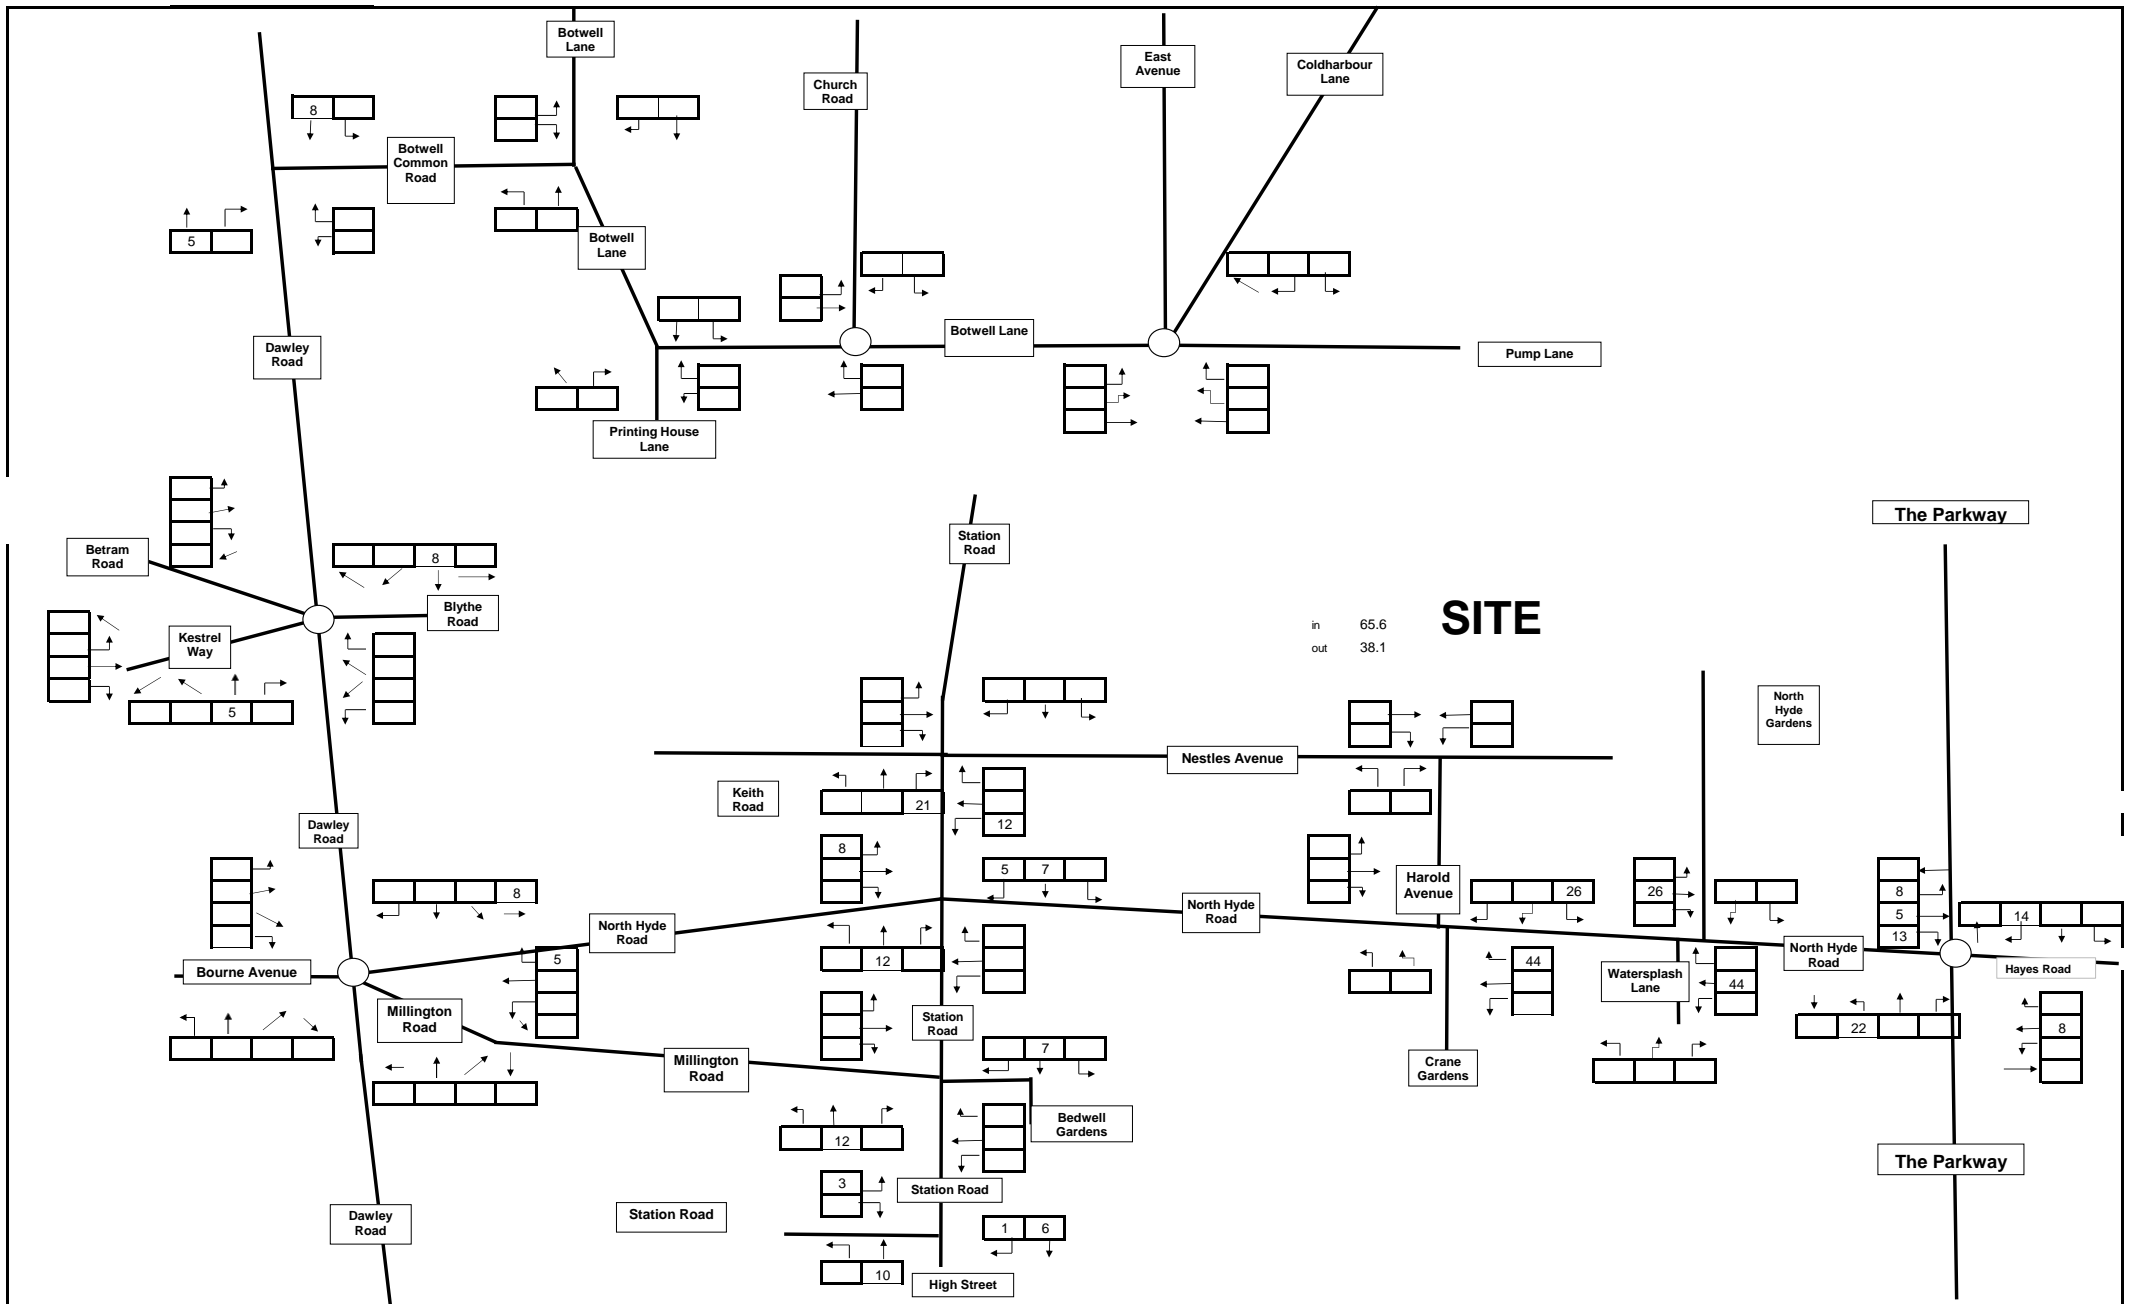 Botwell
Lane
East
Avenue
Coldharbour
Lane
Church
Road
8
Botwell
Common
Road
5
Botwell
Lane
Botwell Lane
Dawley
Road
Pump Lane
Printing House
Lane
The Parkway
Station
Road
Betram
Road
8
Blythe
Road
Kestrel
Way
SITE
in 65.6
out 38.1
5
North
Hyde
Gardens
Nestles Avenue
Keith
Road
21
12
Dawley
Road
8
5 7
Harold
Avenue
8
26
26
8
5
13
14
North Hyde
Road
North Hyde
Road
North Hyde
Road
Bourne Avenue
5
12
44
Watersplash
Lane
44
Hayes Road
Millington
Road
Station
Road
22
8
Millington
Road
7
Crane
Gardens
12
Bedwell
Gardens
The Parkway
3
Station Road
Dawley
Road
Station Road
1 6
10
High Street